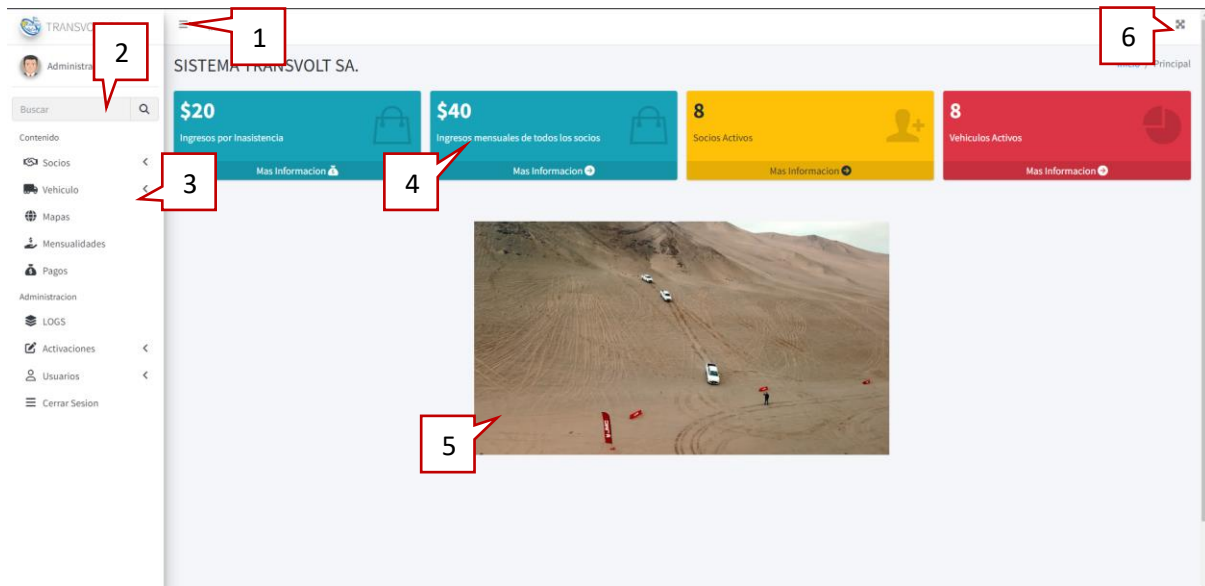 TRANSVO
1
6
2
Administra
SISTEMA TRANSVOLT SA.
Principal
Buscar
$20
Ingresos por Inasistencia
Mas Informacion
$40
Ingresos mensuales de todos los socios
Mas Informacion
8
Socios Activos
Mas Informacion
8
Vehiculos Activos
Mas Informacion
Contenido
Socios
Vehiculo
3
4
Mapas
Mensualidades
Pagos
Administracion
LOGS
Activaciones
Usuarios
Cerrar Sesion
5